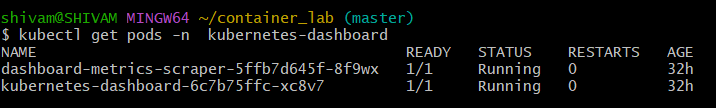 shivam@SHIVAM MINGW64 ~/container_lab (master)
$ kubectl get pods -n  kubernetes-dashboard
NAME                                         READY   STATUS    RESTARTS   AGE
dashboard-metrics-scraper-5ffb7d645f-8f9wx   1/1     Running   0          32h
kubernetes-dashboard-6c7b75ffc-xc8v7         1/1     Running   0          32h